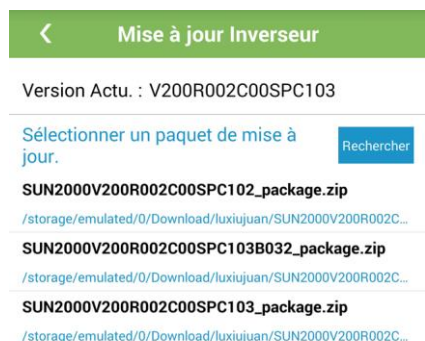 Mise à jour Inverseur
Version Actu. : V200R002C00SPC103
Sélectionner un paquet de mise à
jour.
Rechercher
SUN2000V200R002C00SPC102_package.zip
/storage/emulated/0/Download/luxiujuan/SUN2000V200R002C...
SUN2000V200R002C00SPC103B032_package.zip
/storage/emulated/0/Download/luxiujuan/SUN2000V200R002C...
SUN2000V200R002C00SPC103_package.zip
/storage/emulated/0/Download/luxiujuan/SUN2000V200R002C...